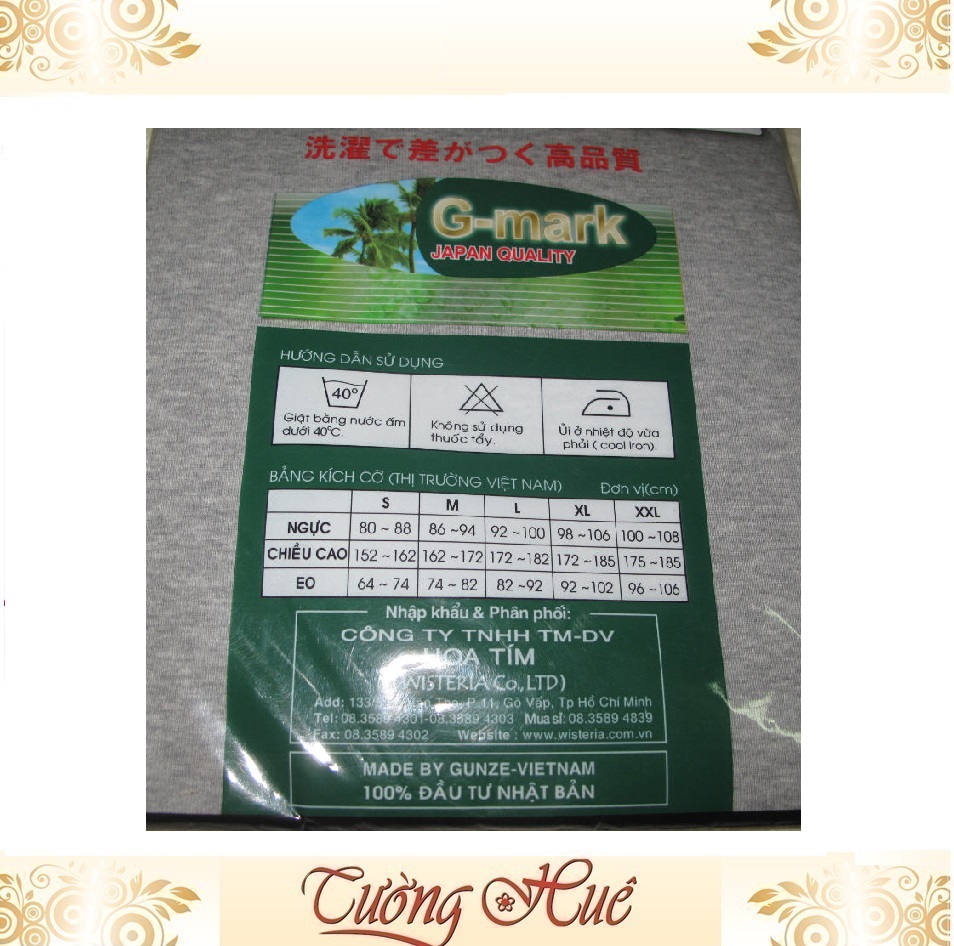 洗濯で差がつく高品質
G-mark
JAPAN QUALITY
HƯỚNG DẪN SỬ DỤNG
40°
Giặt bằng nước ấm
dưới 40°C.
Không sử dụng
thuốc tẩy.
Ủi ở nhiệt độ vừa
phải ( cool iron).
BẢNG KÍCH CỠ (THỊ TRƯỜNG VIỆT NAM) Đơn vị(cm)
S M L XL XXL
NGỰC 80 ~ 88 86 ~94 92 ~100 98 ~106 100 ~108
CHIỀU CAO 152 ~162 162 ~172 172 ~182 172 ~185 175 ~185
EO 64 ~ 74 74 ~ 82 82 ~92 92 ~102 96 ~106
Nhập khẩu & Phân phối:
CÔNG TY TNHH TM-DV
HOA TÍM
(WISTERIA Co.,LTD)
Add: P.11, Gò Vấp, Tp Hồ Chí Minh
Tel: 08.3589 4301-08.3589 4303 Mua sỉ: 08.3589 4839
Fax: 08.3589 4302 Website : www.wisteria.com.vn
MADE BY GUNZE-VIETNAM
100% ĐẦU TƯ NHẬT BẢN
Tường Huê